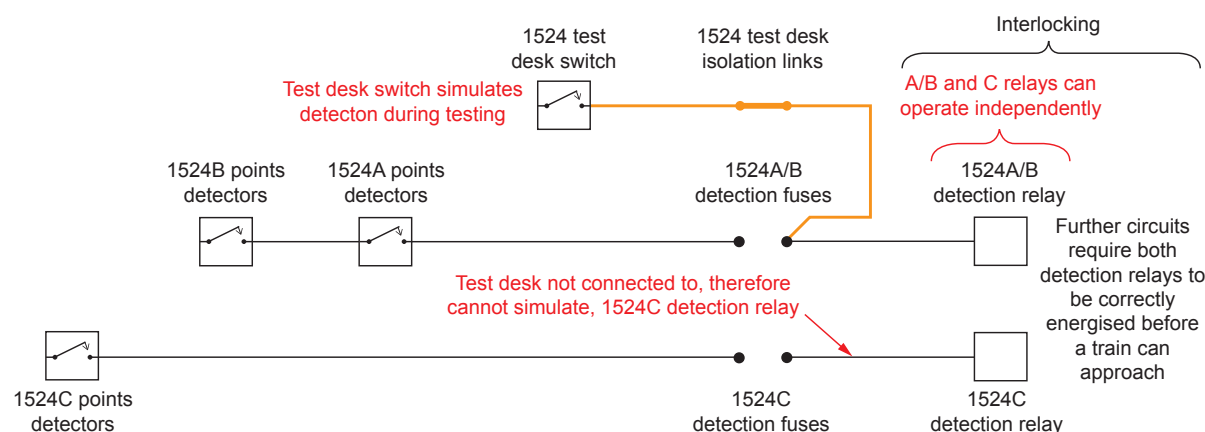 Interlocking
1524 test
desk switch
1524 test desk
isolation links
Test desk switch simulates
detecton during testing
A/B and C relays can
operate independently
1524B points
detectors
1524A points
detectors
1524A/B
detection fuses
1524A/B
detection relay
Further circuits
require both
detection relays to
be correctly
energised before
a train can
approach
Test desk not connected to, therefore
cannot simulate, 1524C detection relay
1524C points
detectors
1524C
detection fuses
1524C
detection relay